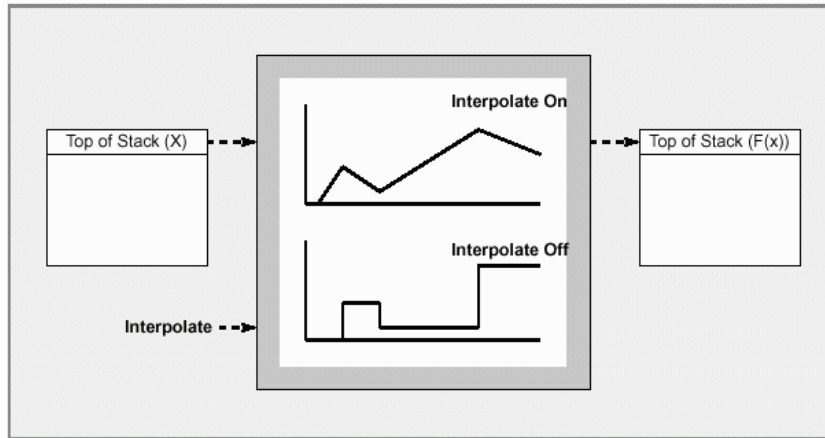 Interpolate On
Top of Stack (X)
Top of Stack (F(x))
Interpolate Off
Interpolate